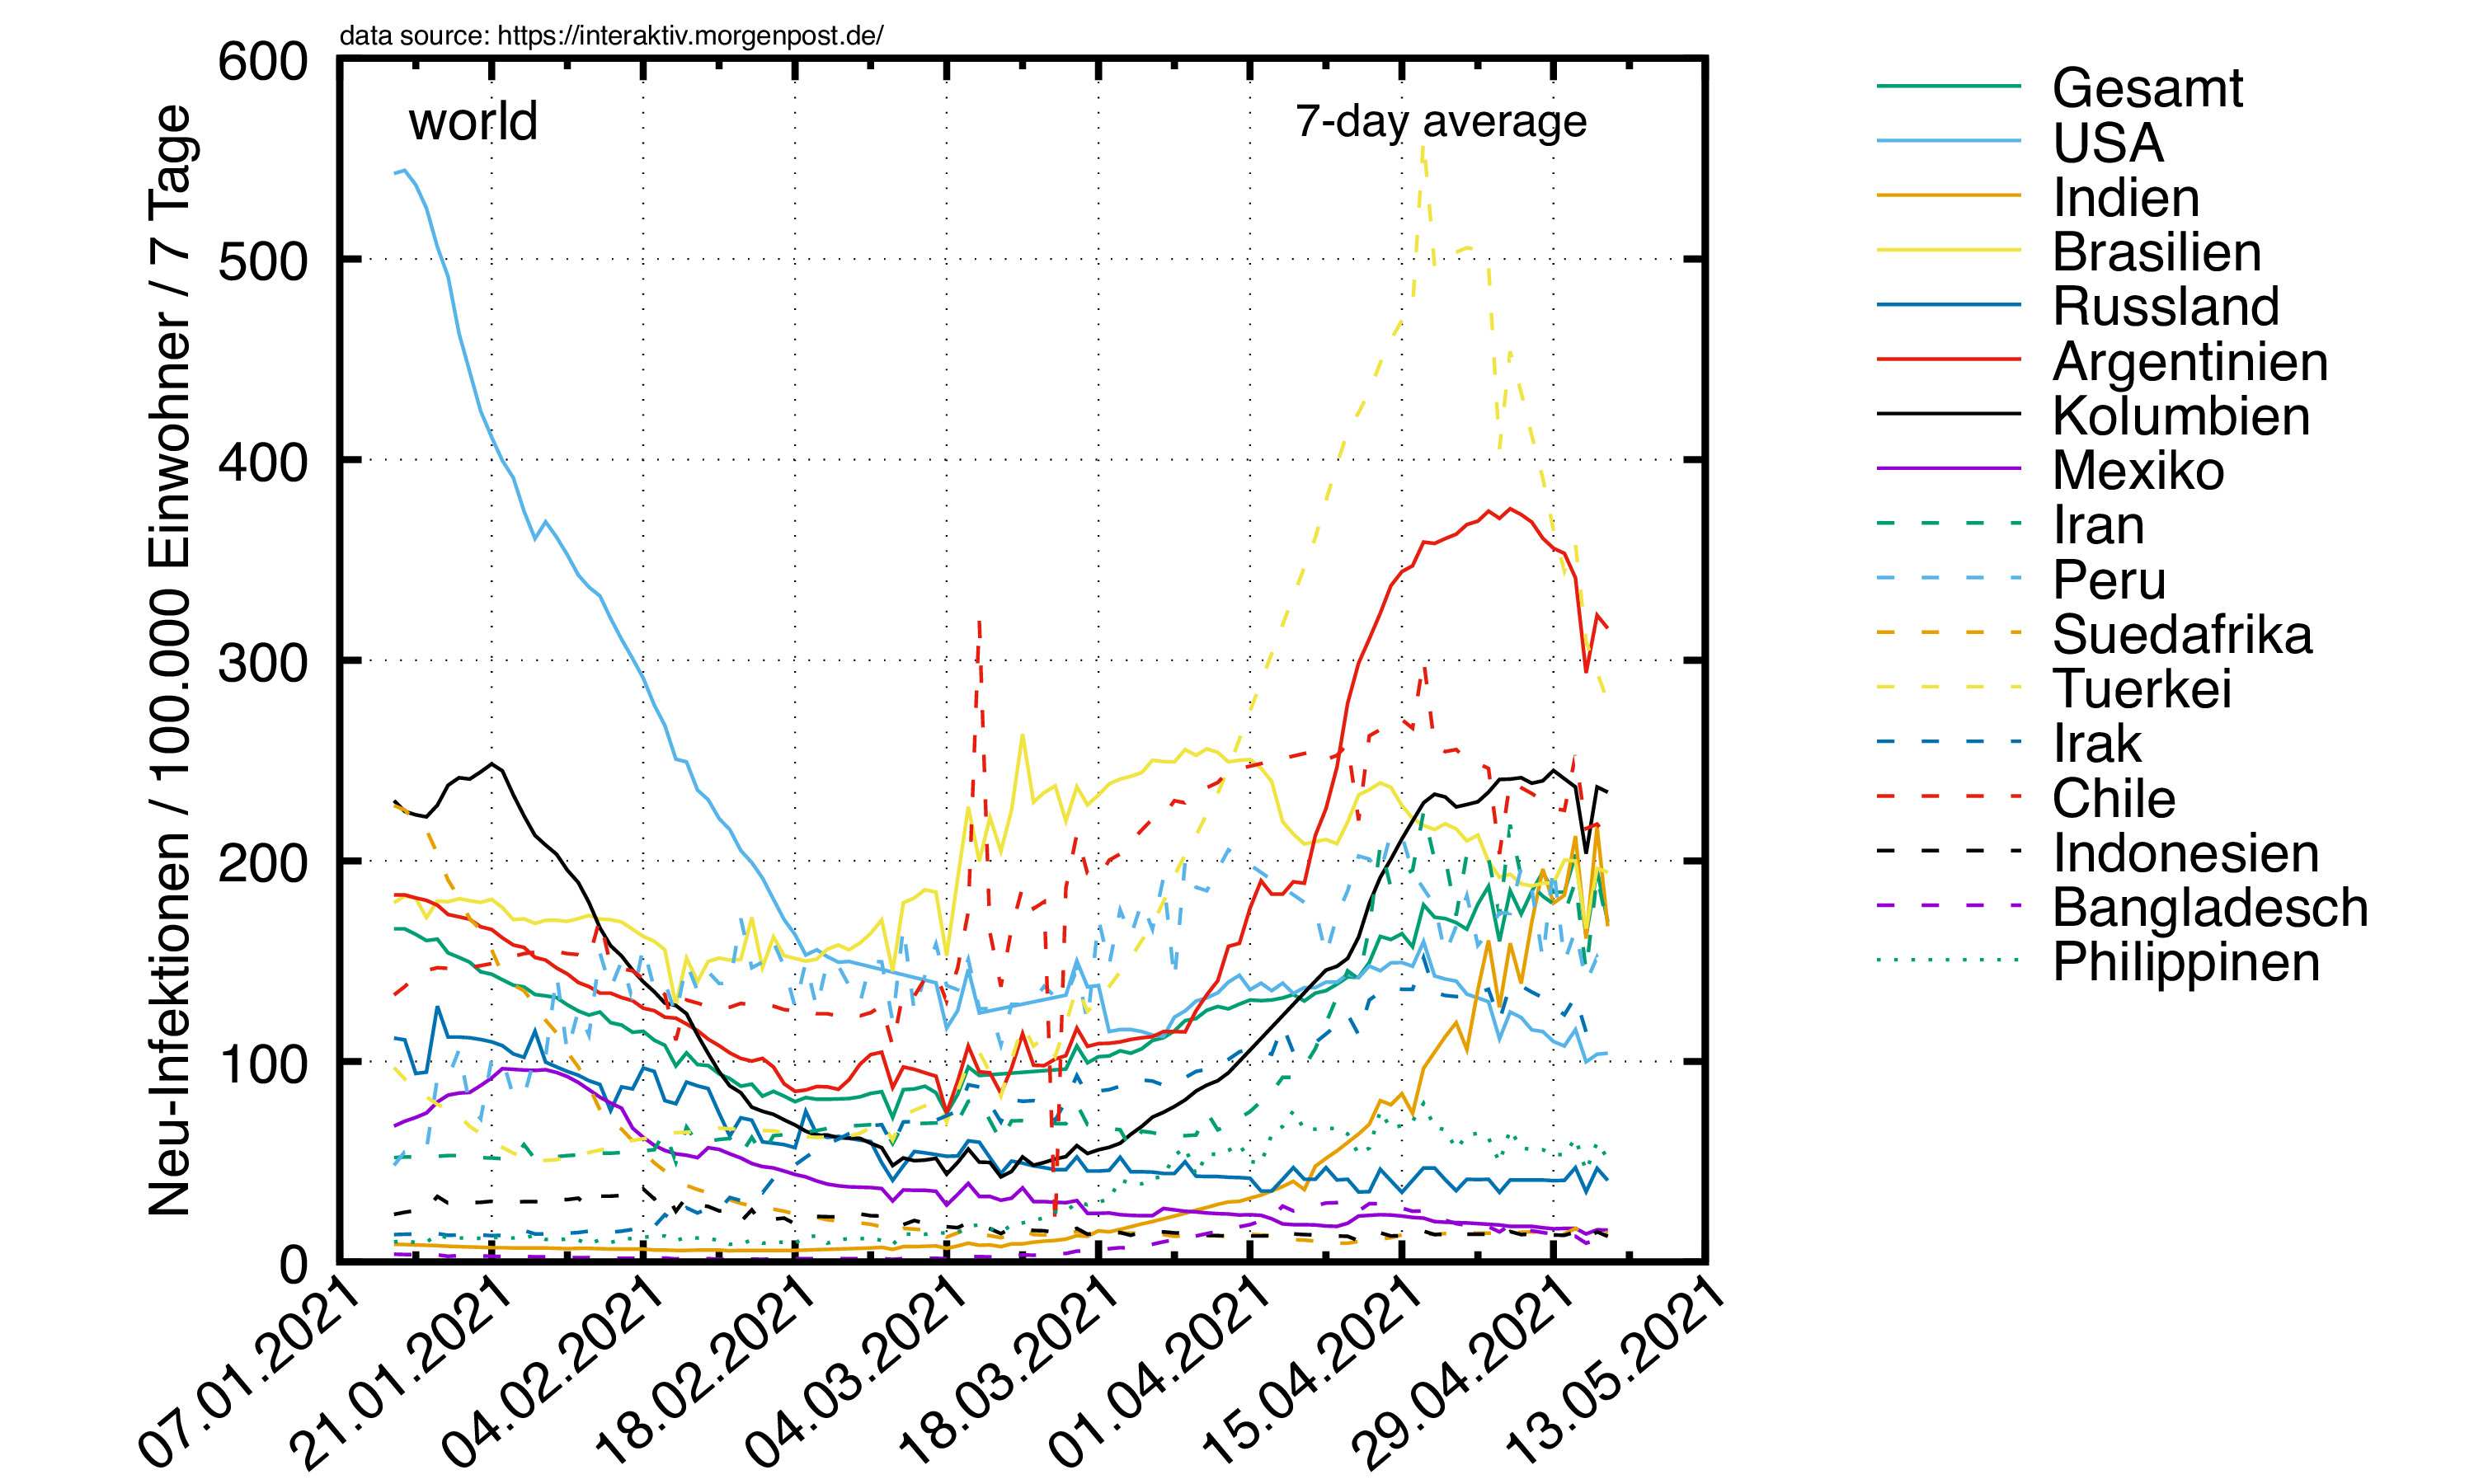 data source: https://interaktiv.morgenpost.de/
world
7-day average
Neu-Infektionen / 100.000 Einwohner / 7 Tage
600
500
400
300
200
100
0
07.01.2021
21.01.2021
04.02.2021
18.02.2021
04.03.2021
18.03.2021
01.04.2021
15.04.2021
29.04.2021
13.05.2021
Gesamt
USA
Indien
Brasilien
Russland
Argentinien
Kolumbien
Mexiko
Iran
Peru
Suedafrika
Tuerkei
Irak
Chile
Indonesien
Bangladesch
Philippinen